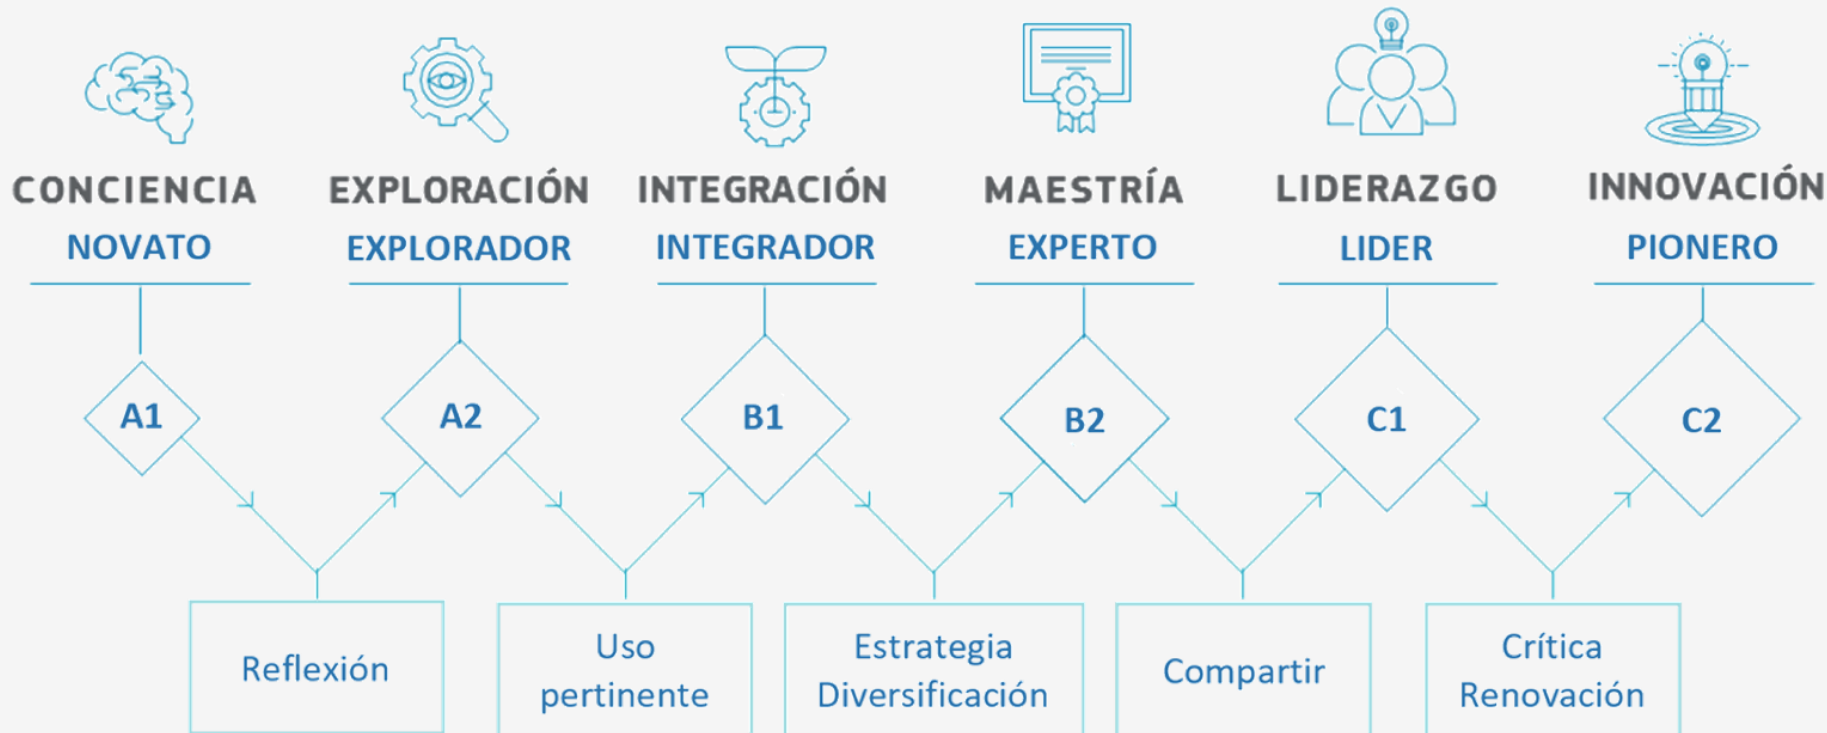 CONCIENCIA
NOVATO
EXPLORACIÓN
EXPLORADOR
INTEGRACIÓN
INTEGRADOR
MAESTRÍA
EXPERTO
LIDERAZGO
LIDER
INNOVACIÓN
PIONERO
A1
A2
B1
B2
C1
C2
Reflexión
Uso
pertinente
Estrategia
Diversificación
Compartir
Crítica
Renovación